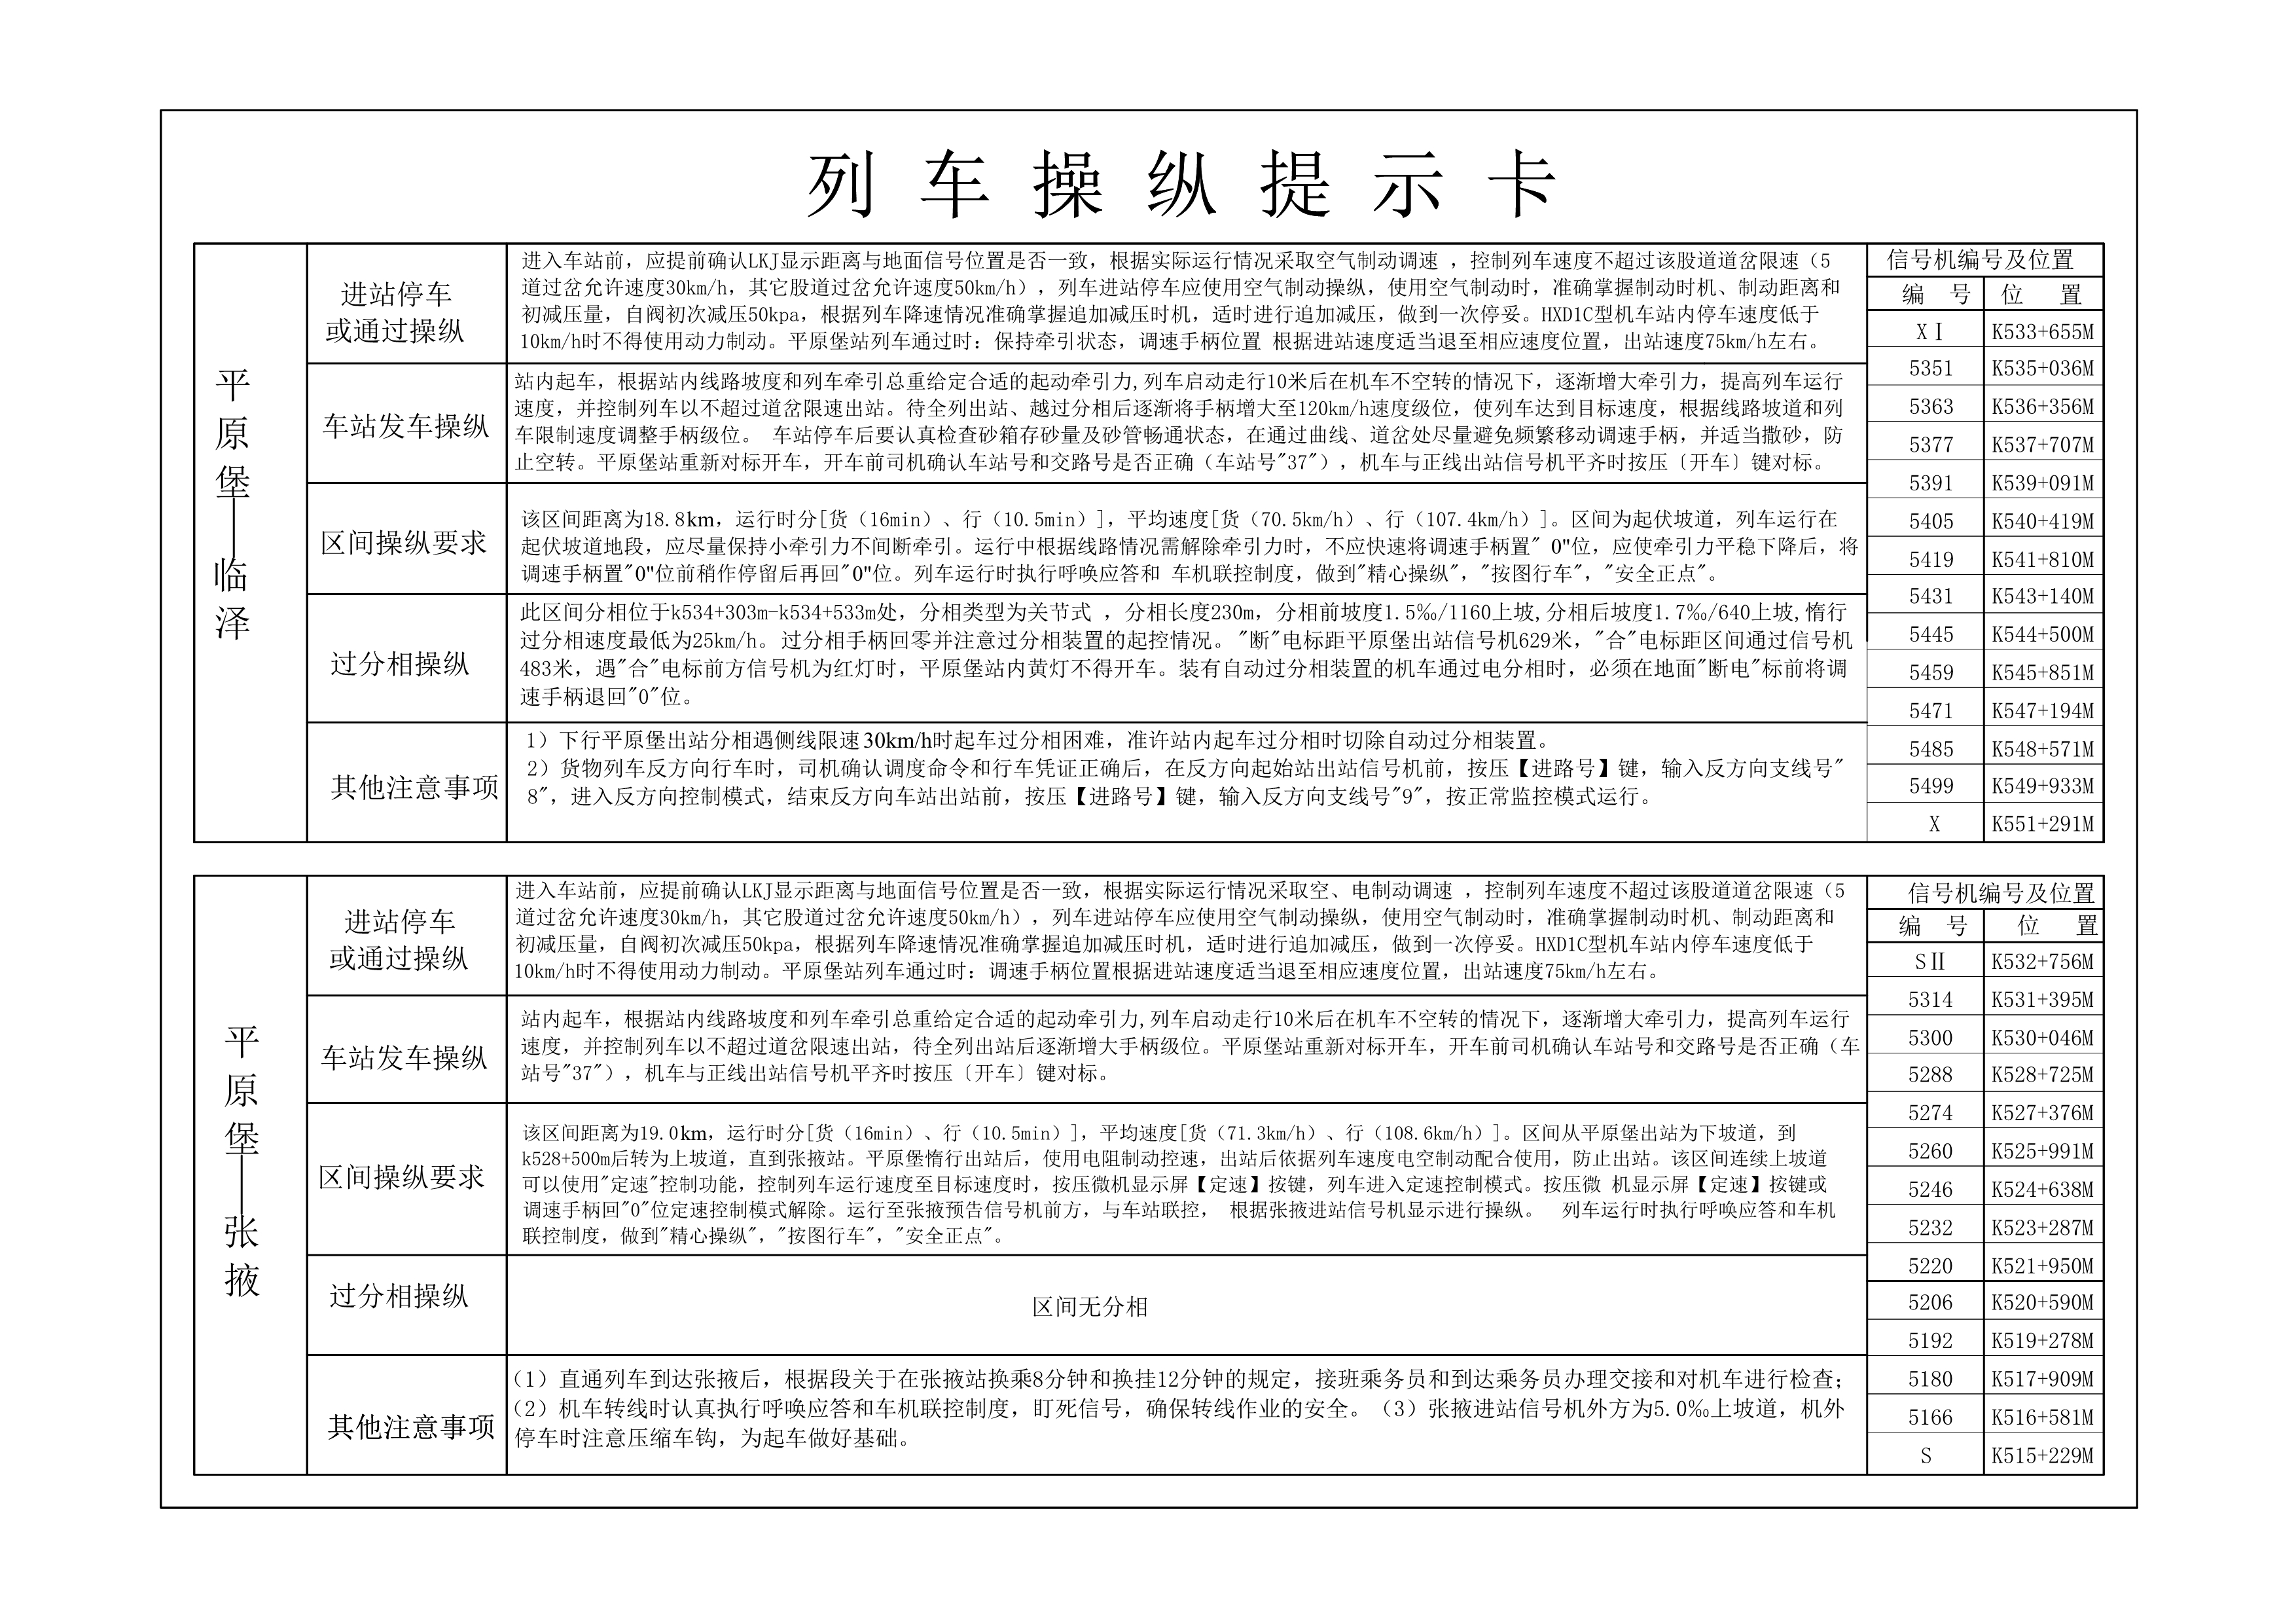 列车操纵提示卡
平原堡——临泽
进站停车
或通过操纵
进入车站前，应提前确认LKJ显示距离与地面信号位置是否一致，根据实际运行情况采取空气制动调速 ，控制列车速度不超过该股道道岔限速（5
道过岔允许速度30km/h，其它股道过岔允许速度50km/h），列车进站停车应使用空气制动操纵，使用空气制动时，准确掌握制动时机、制动距离和
初减压量，自阀初次减压50kpa，根据列车降速情况准确掌握追加减压时机，适时进行追加减压，做到一次停妥。HXD1C型机车站内停车速度低于
10km/h时不得使用动力制动。平原堡站列车通过时：保持牵引状态，调速手柄位置 根据进站速度适当退至相应速度位置，出站速度75km/h左右。
车站发车操纵
站内起车，根据站内线路坡度和列车牵引总重给定合适的起动牵引力,列车启动走行10米后在机车不空转的情况下，逐渐增大牵引力，提高列车运行
速度，并控制列车以不超过道岔限速出站。待全列出站、越过分相后逐渐将手柄增大至120km/h速度级位，使列车达到目标速度，根据线路坡道和列
车限制速度调整手柄级位。 车站停车后要认真检查砂箱存砂量及砂管畅通状态，在通过曲线、道岔处尽量避免频繁移动调速手柄，并适当撒砂，防
止空转。平原堡站重新对标开车，开车前司机确认车站号和交路号是否正确（车站号"37"），机车与正线出站信号机平齐时按压〔开车〕键对标。
区间操纵要求
该区间距离为18.8km，运行时分[货（16min）、行（10.5min）]，平均速度[货（70.5km/h）、行（107.4km/h）]。区间为起伏坡道，列车运行在
起伏坡道地段，应尽量保持小牵引力不间断牵引。运行中根据线路情况需解除牵引力时，不应快速将调速手柄置" 0"位，应使牵引力平稳下降后，将
调速手柄置"0"位前稍作停留后再回"0"位。列车运行时执行呼唤应答和 车机联控制度，做到"精心操纵"，"按图行车"，"安全正点"。
过分相操纵
此区间分相位于k534+303m-k534+533m处，分相类型为关节式 ，分相长度230m，分相前坡度1.5‰/1160上坡,分相后坡度1.7‰/640上坡,惰行
过分相速度最低为25km/h。过分相手柄回零并注意过分相装置的起控情况。"断"电标距平原堡出站信号机629米，"合"电标距区间通过信号机
483米，遇"合"电标前方信号机为红灯时，平原堡站内黄灯不得开车。装有自动过分相装置的机车通过电分相时，必须在地面"断电"标前将调
速手柄退回"0"位。
其他注意事项
1）下行平原堡出站分相遇侧线限速30km/h时起车过分相困难，准许站内起车过分相时切除自动过分相装置。
2）货物列车反方向行车时，司机确认调度命令和行车凭证正确后，在反方向起始站出站信号机前，按压【进路号】键，输入反方向支线号"
8"，进入反方向控制模式，结束反方向车站出站前，按压【进路号】键，输入反方向支线号"9"，按正常监控模式运行。
信号机编号及位置
编 号 位 置
XⅠ K533+655M
5351 K535+036M
5363 K536+356M
5377 K537+707M
5391 K539+091M
5405 K540+419M
5419 K541+810M
5431 K543+140M
5445 K544+500M
5459 K545+851M
5471 K547+194M
5485 K548+571M
5499 K549+933M
X K551+291M
平原堡——张掖
进站停车
或通过操纵
进入车站前，应提前确认LKJ显示距离与地面信号位置是否一致，根据实际运行情况采取空、电制动调速 ，控制列车速度不超过该股道道岔限速（5
道过岔允许速度30km/h，其它股道过岔允许速度50km/h），列车进站停车应使用空气制动操纵，使用空气制动时，准确掌握制动时机、制动距离和
初减压量，自阀初次减压50kpa，根据列车降速情况准确掌握追加减压时机，适时进行追加减压，做到一次停妥。HXD1C型机车站内停车速度低于
10km/h时不得使用动力制动。平原堡站列车通过时：调速手柄位置根据进站速度适当退至相应速度位置，出站速度75km/h左右。
车站发车操纵
站内起车，根据站内线路坡度和列车牵引总重给定合适的起动牵引力,列车启动走行10米后在机车不空转的情况下，逐渐增大牵引力，提高列车运行
速度，并控制列车以不超过道岔限速出站，待全列出站后逐渐增大手柄级位。平原堡站重新对标开车，开车前司机确认车站号和交路号是否正确（车
站号"37"），机车与正线出站信号机平齐时按压〔开车〕键对标。
区间操纵要求
该区间距离为19.0km，运行时分[货（16min）、行（10.5min）]，平均速度[货（71.3km/h）、行（108.6km/h）]。区间从平原堡出站为下坡道，到
k528+500m后转为上坡道，直到张掖站。平原堡惰行出站后，使用电阻制动控速，出站后依据列车速度电空制动配合使用，防止出站。该区间连续上坡道
可以使用"定速"控制功能，控制列车运行速度至目标速度时，按压微机显示屏【定速】按键，列车进入定速控制模式。按压微 机显示屏【定速】按键或
调速手柄回"0"位定速控制模式解除。运行至张掖预告信号机前方，与车站联控， 根据张掖进站信号机显示进行操纵。 列车运行时执行呼唤应答和车机
联控制度，做到"精心操纵"，"按图行车"，"安全正点"。
过分相操纵
区间无分相
其他注意事项
（1）直通列车到达张掖后，根据段关于在张掖站换乘8分钟和换挂12分钟的规定，接班乘务员和到达乘务员办理交接和对机车进行检查；
（2）机车转线时认真执行呼唤应答和车机联控制度，盯死信号，确保转线作业的安全。（3）张掖进站信号机外方为5.0‰上坡道，机外
停车时注意压缩车钩，为起车做好基础。
信号机编号及位置
编 号 位 置
SⅡ K532+756M
5314 K531+395M
5300 K530+046M
5288 K528+725M
5274 K527+376M
5260 K525+991M
5246 K524+638M
5232 K523+287M
5220 K521+950M
5206 K520+590M
5192 K519+278M
5180 K517+909M
5166 K516+581M
S K515+229M